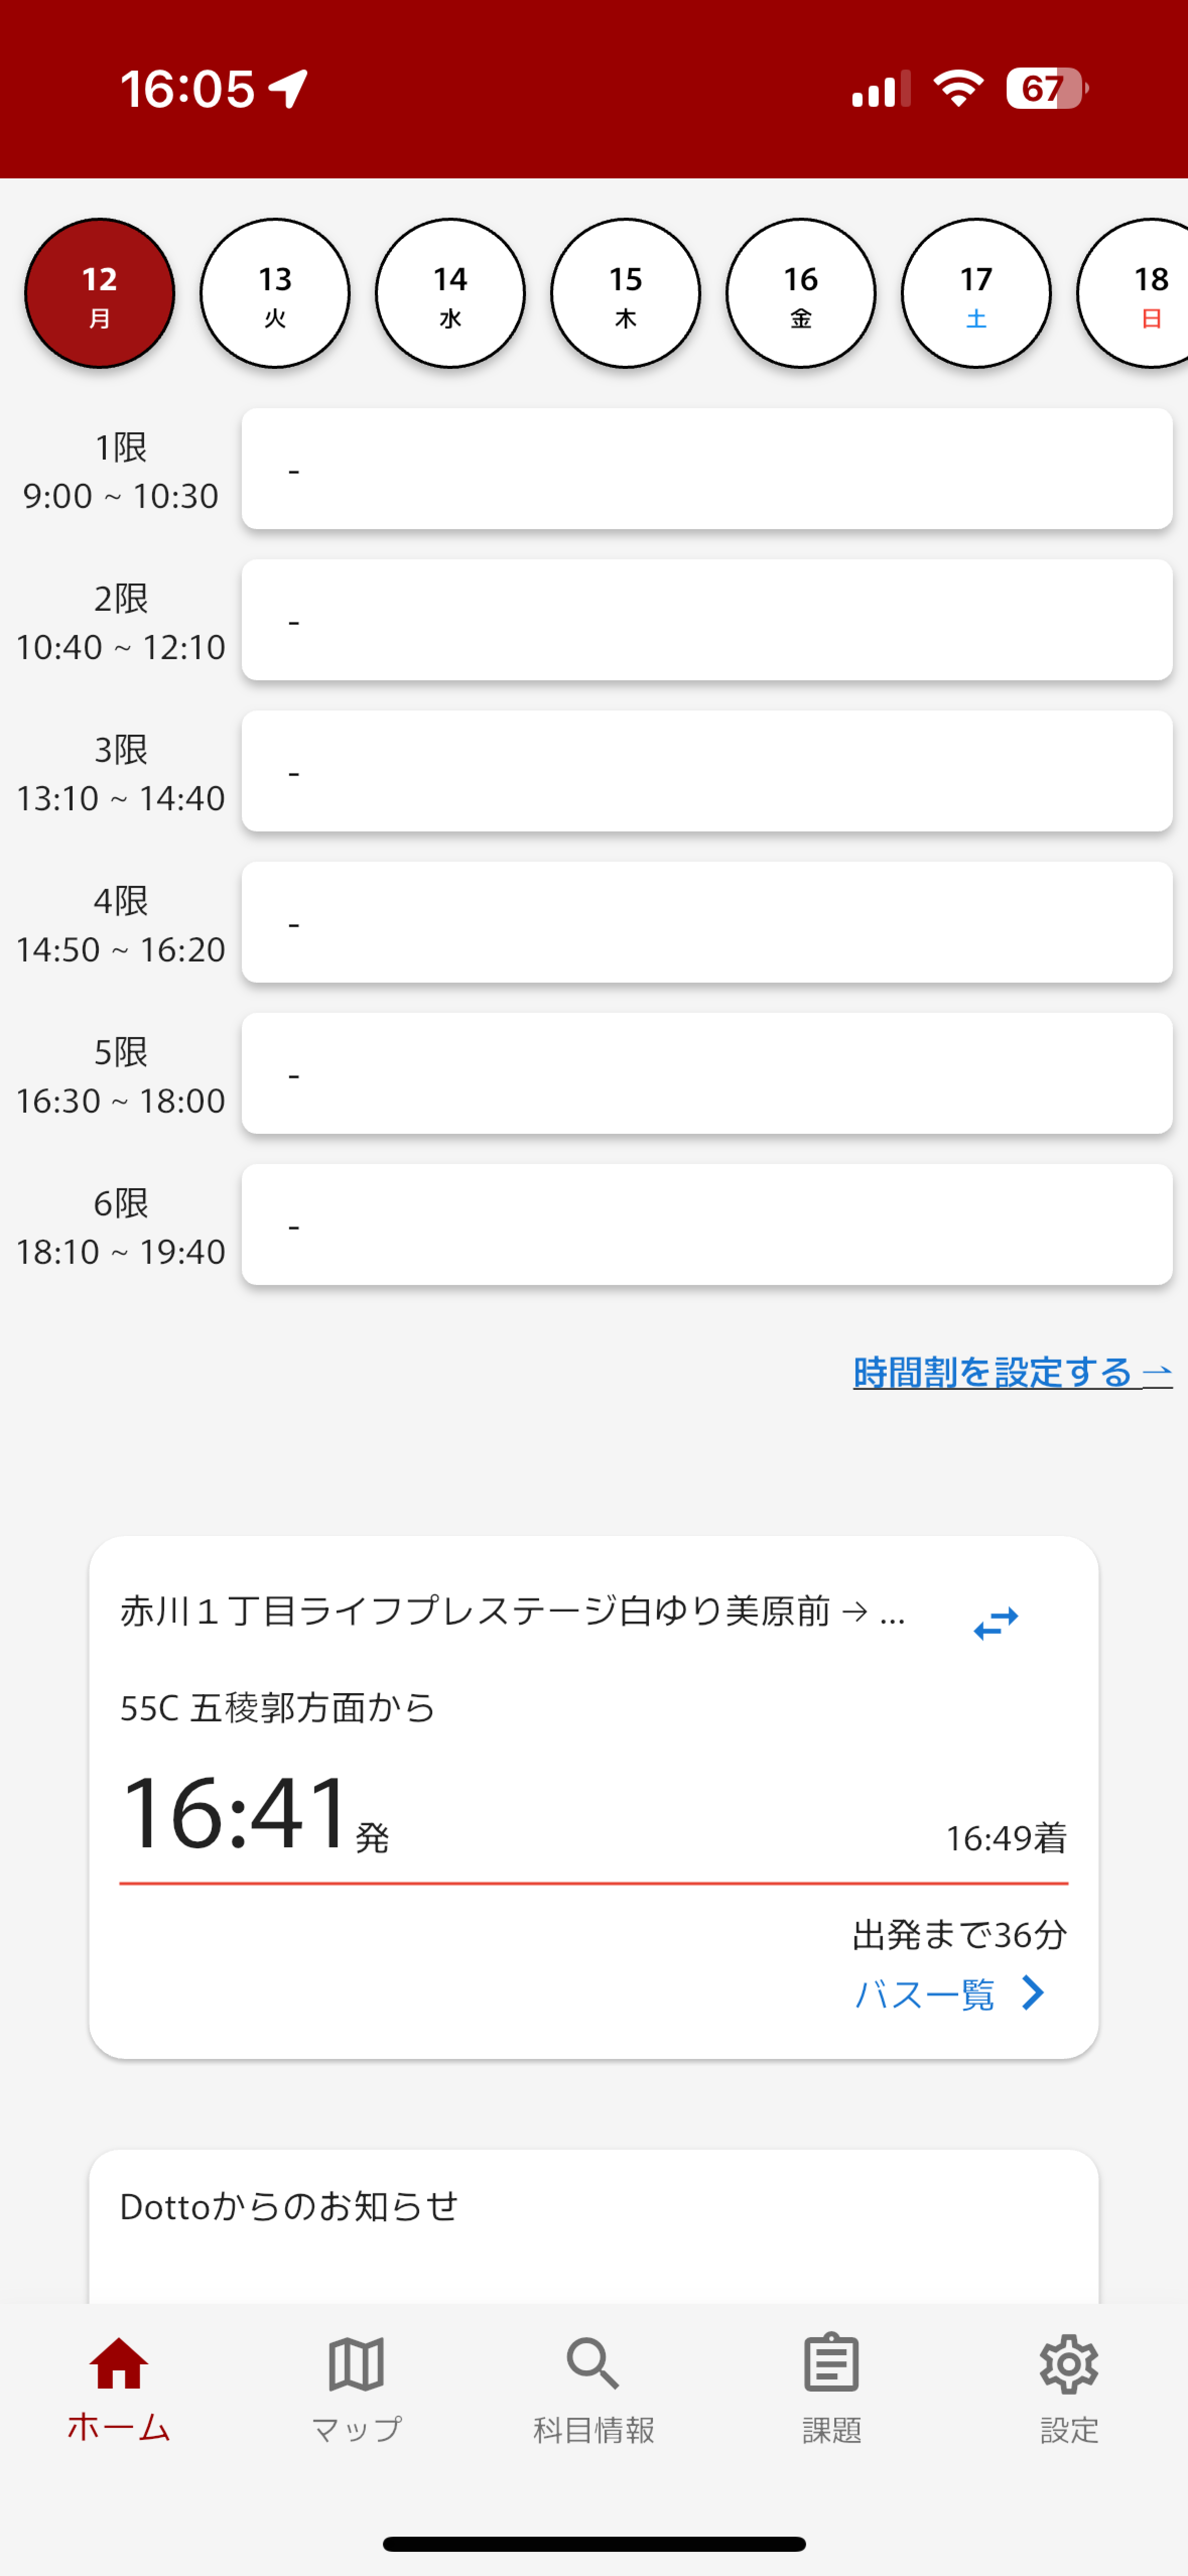 16:05
67
12 13 14 15 16 17 18
月 火 水 木 金 土 日
1限
9:00 ~ 10:30
-
2限
10:40 ~ 12:10
-
3限
13:10 ~ 14:40
-
4限
14:50 ~ 16:20
-
5限
16:30 ~ 18:00
-
6限
18:10 ~ 19:40
-
時間割を設定する →
赤川１丁目ライフプレステージ白ゆり美原前 → ...
55C 五稜郭方面から
16:41発 16:49着
出発まで36分
バス一覧
Dottoからのお知らせ
ホーム マップ 科目情報 課題 設定